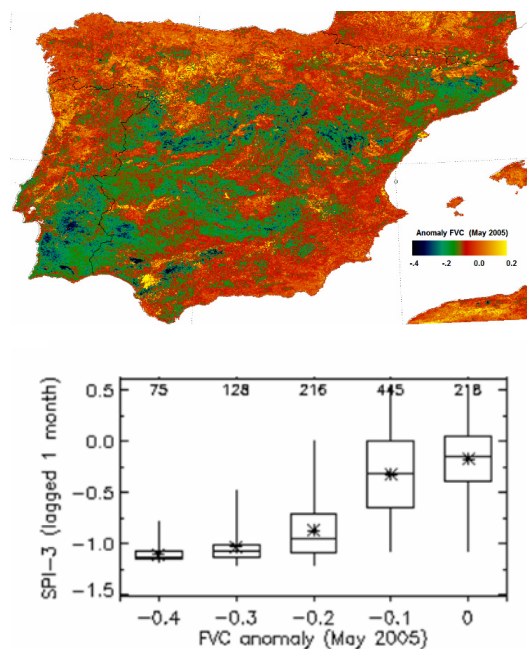 Anomaly FVC (May 2005)
-.4 -.2 0.0 0.2
75 128 216 445 218
0.5
0.0
-0.5
-1.0
-1.5
SPI-3 (lagged 1 month)
-0.4 -0.3 -0.2 -0.1 0
FVC anomaly (May 2005)